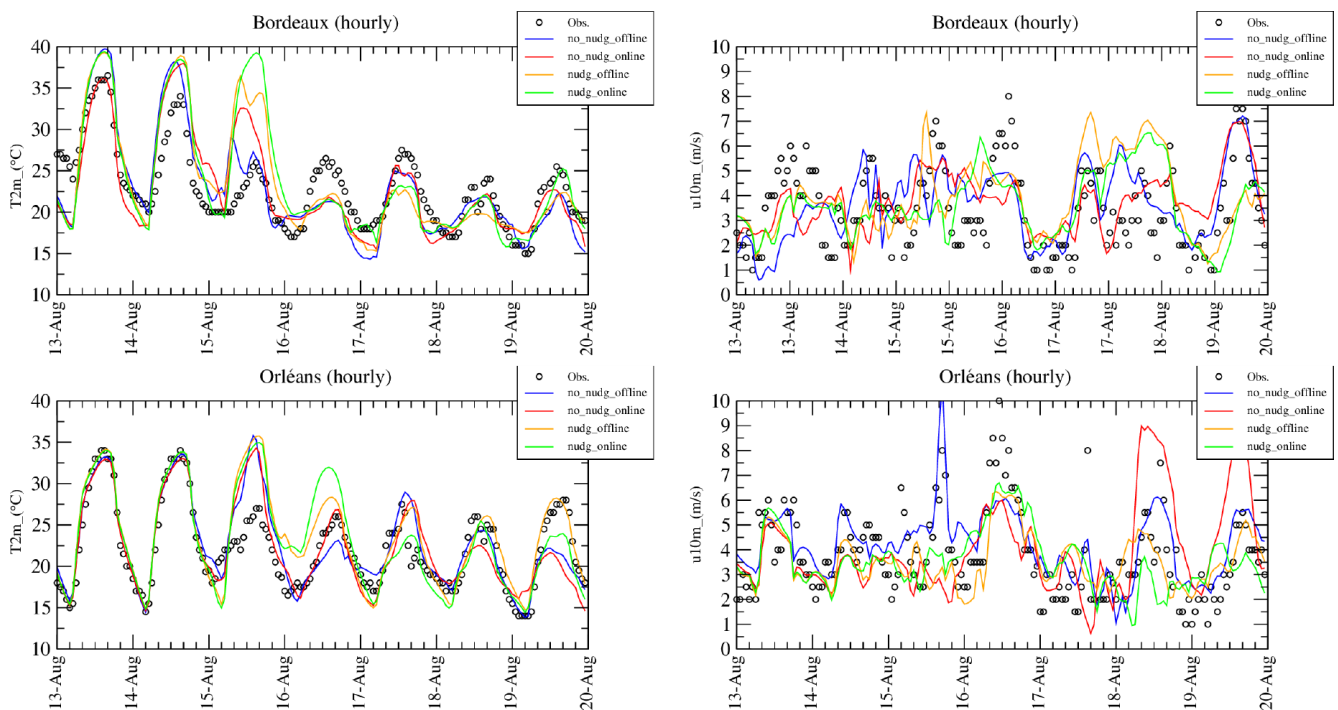 Bordeaux (hourly)
Obs.
no_nudg_offline
no_nudg_online
nudg_offline
nudg_online
T2m_(°C)
40
35
30
25
20
15
10
13-Aug
14-Aug
15-Aug
16-Aug
17-Aug
18-Aug
19-Aug
20-Aug
Bordeaux (hourly)
Obs.
no_nudg_offline
no_nudg_online
nudg_offline
nudg_online
u10m_(m/s)
10
9
8
7
6
5
4
3
2
1
0
13-Aug
13-Aug
14-Aug
15-Aug
16-Aug
16-Aug
17-Aug
18-Aug
19-Aug
19-Aug
20-Aug
Orléans (hourly)
Obs.
no_nudg_offline
no_nudg_online
nudg_offline
nudg_online
T2m_(°C)
40
35
30
25
20
15
10
13-Aug
14-Aug
15-Aug
16-Aug
17-Aug
18-Aug
19-Aug
20-Aug
Orléans (hourly)
Obs.
no_nudg_offline
no_nudg_online
nudg_offline
nudg_online
u10m_(m/s)
10
9
8
7
6
5
4
3
2
1
0
13-Aug
14-Aug
15-Aug
16-Aug
17-Aug
18-Aug
19-Aug
20-Aug